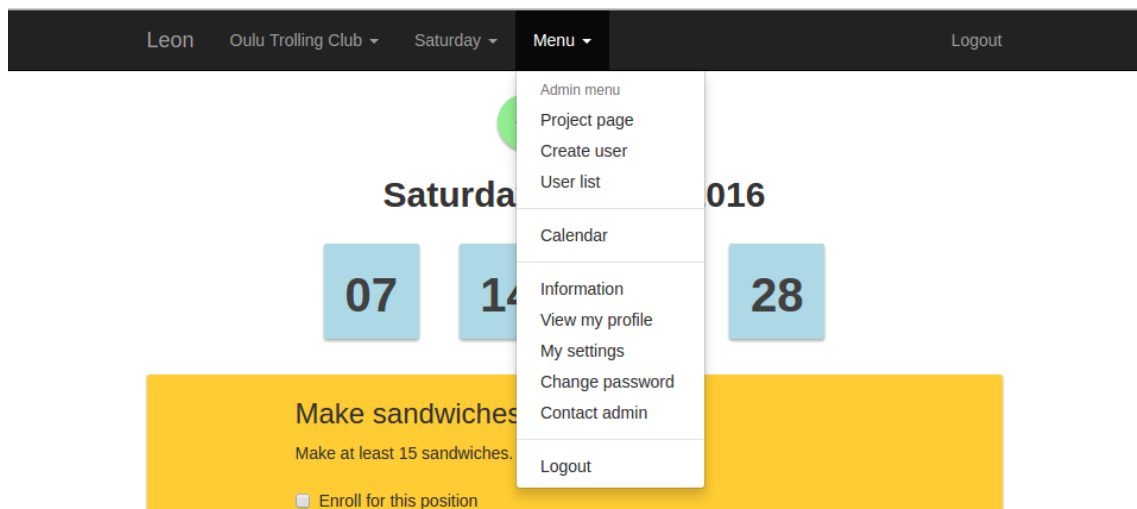 Leon Oulu Trolling Club Saturday Menu Logout
Admin menu
Project page
Create user
User list
016
Calendar
07 28
Information
View my profile
My settings
Change password
Make sandwiches
Contact admin
Make at least 15 sandwiches.
Logout
Enroll for this position